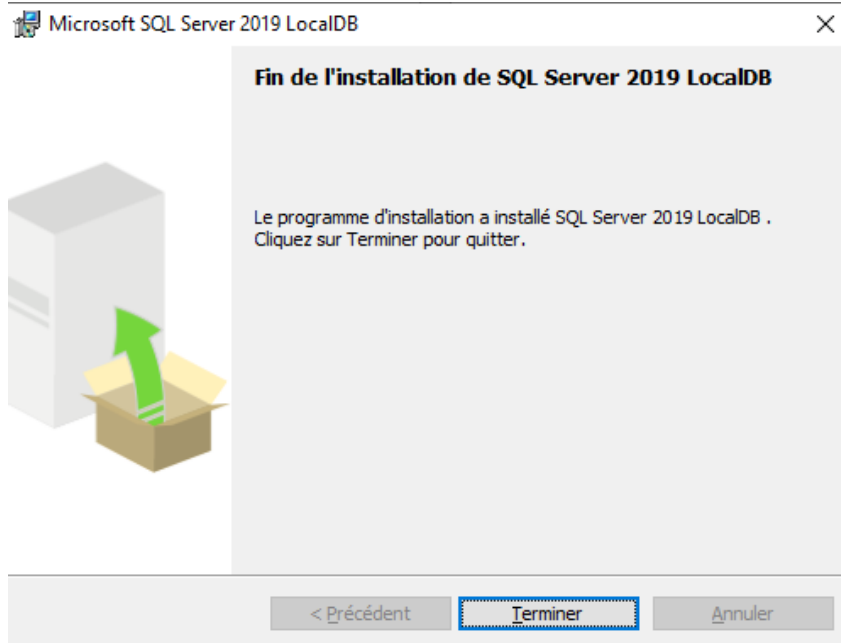 Microsoft SQL Server 2019 LocalDB
Fin de l'installation de SQL Server 2019 LocalDB
Le programme d'installation a installé SQL Server 2019 LocalDB .
Cliquez sur Terminer pour quitter.
< Précédent
Terminer
Annuler